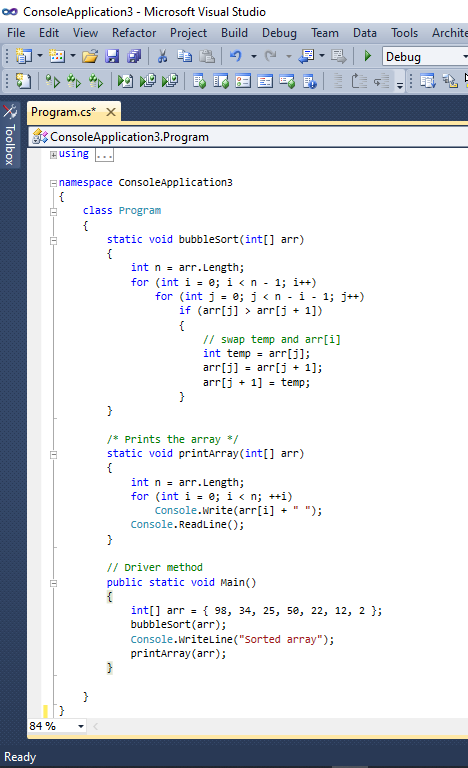 ConsoleApplication3 - Microsoft Visual Studio
File Edit View Refactor Project Build Debug Team Data Tools Archite
Debug
Toolbox
Program.cs*
ConsoleApplication3.Program
using ...
namespace ConsoleApplication3
{
class Program
{
static void bubbleSort(int[] arr)
{
int n = arr.Length;
for (int i = 0; i < n - 1; i++)
for (int j = 0; j < n - i - 1; j++)
if (arr[j] > arr[j + 1])
{
// swap temp and arr[i]
int temp = arr[j];
arr[j] = arr[j + 1];
arr[j + 1] = temp;
}
}
/* Prints the array */
static void printArray(int[] arr)
{
int n = arr.Length;
for (int i = 0; i < n; ++i)
Console.Write(arr[i] + " ");
Console.ReadLine();
}
// Driver method
public static void Main()
{
int[] arr = { 98, 34, 25, 50, 22, 12, 2 };
bubbleSort(arr);
Console.WriteLine("Sorted array");
printArray(arr);
}
}
}
84 %
Ready